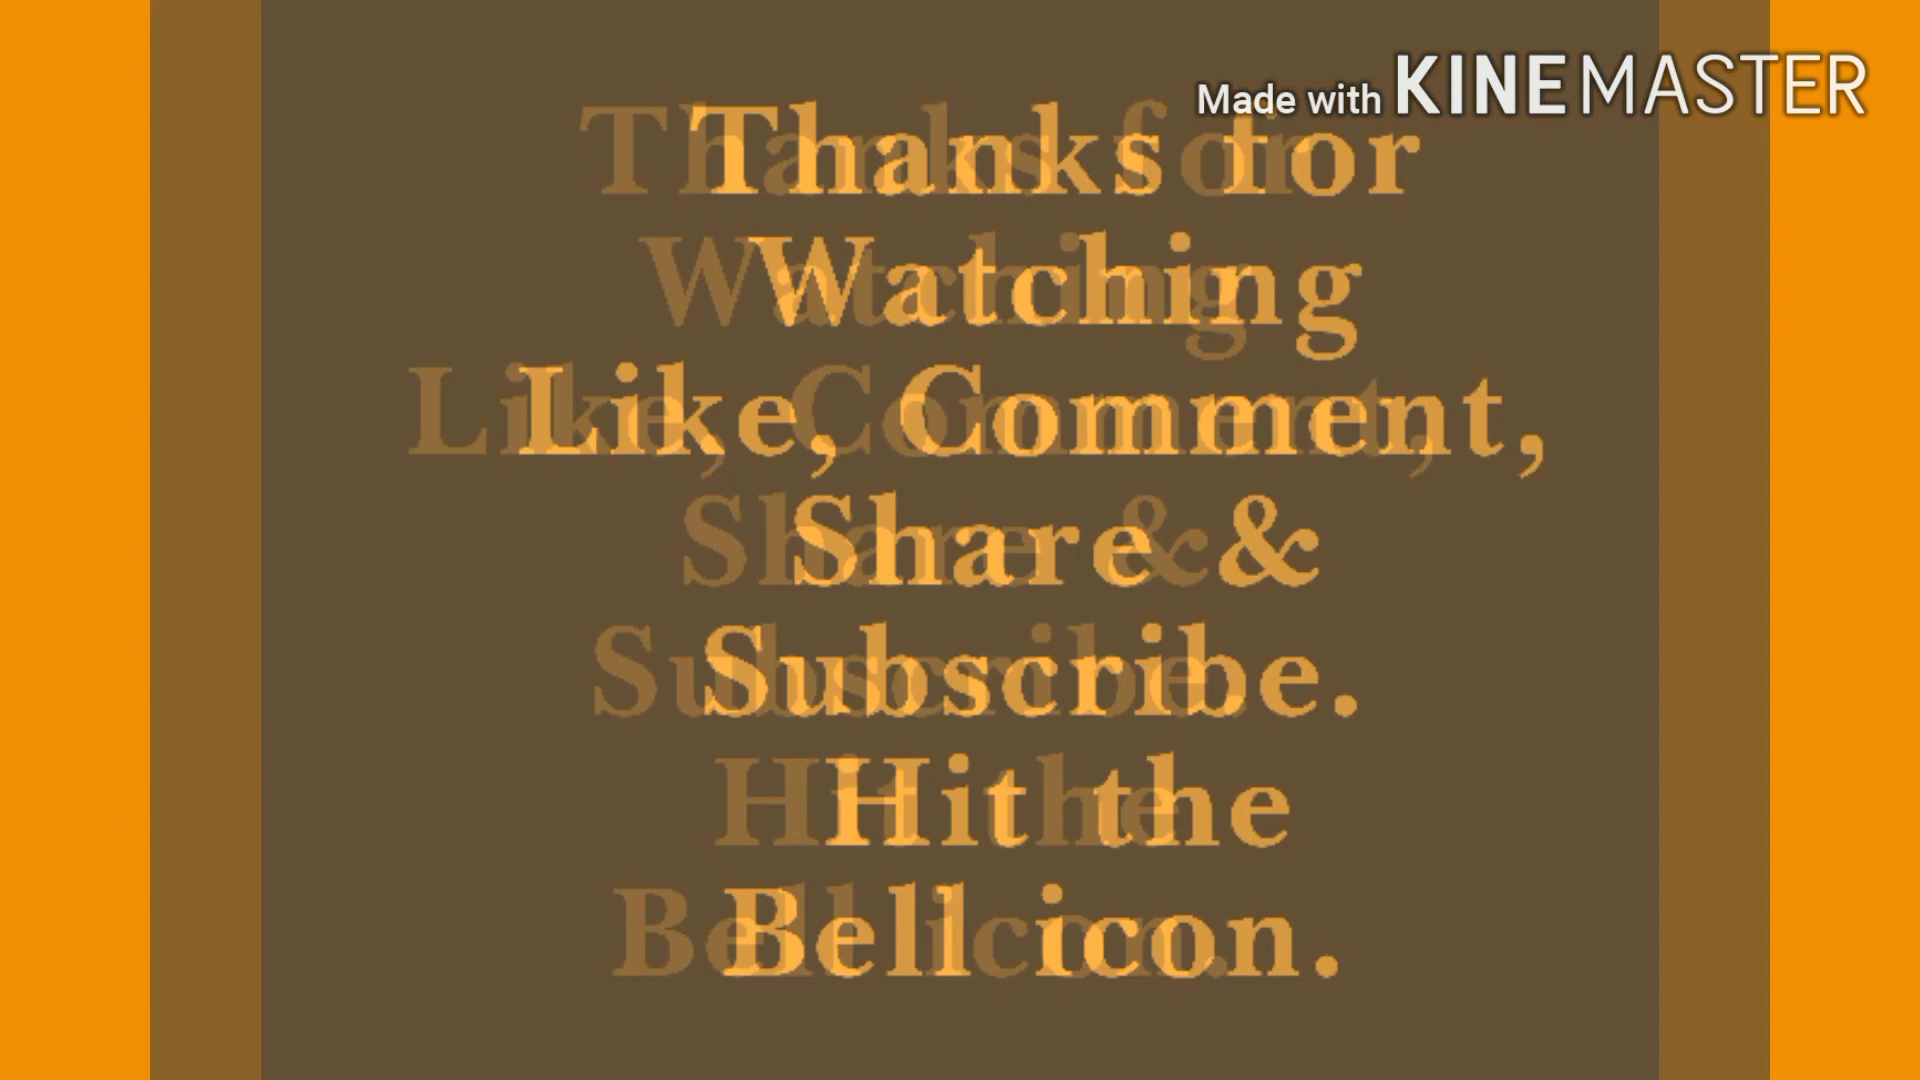 Made with KINEMASTER
Thanks for
Watching
Like, Comment,
Share &
Subscribe.
Hit the
Bell icon.